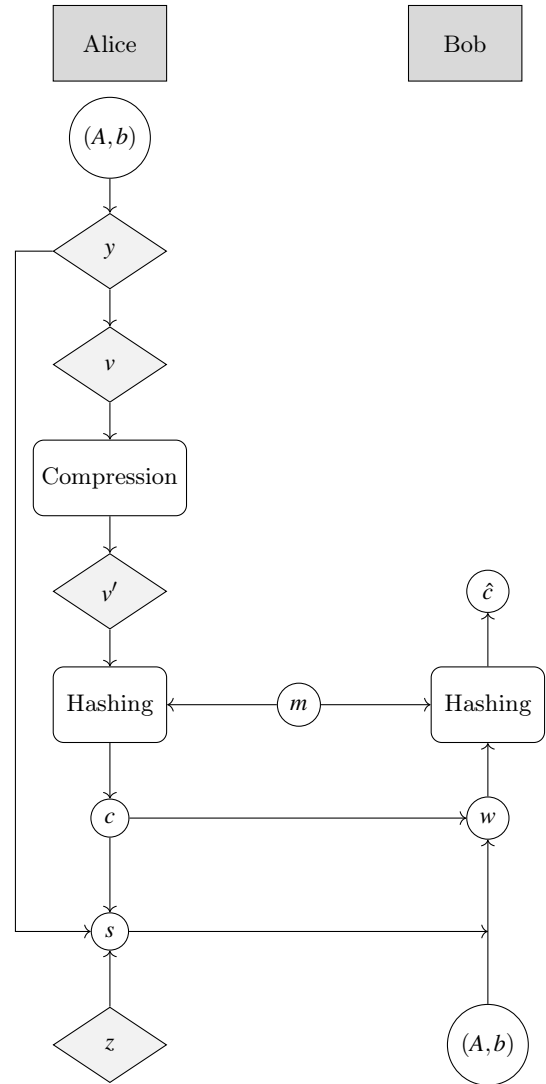 Alice Bob
(A, b)
y
v
Compression
v′
ĉ
Hashing m Hashing
c w
s
z (A, b)